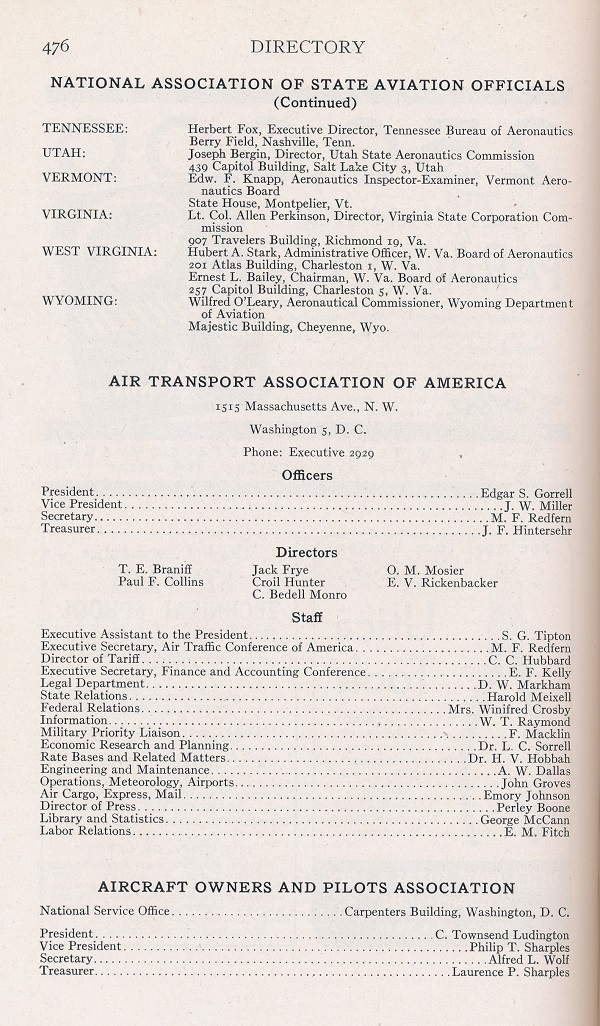 476 DIRECTORY
NATIONAL ASSOCIATION OF STATE AVIATION OFFICIALS
(Continued)
TENNESSEE: Herbert Fox, Executive Director, Tennessee Bureau of Aeronautics
Berry Field, Nashville, Tenn.
UTAH: Joseph Bergin, Director, Utah State Aeronautics Commission
439 Capitol Building, Salt Lake City 3, Utah
VERMONT: Edw. F. Knapp, Aeronautics Inspector-Examiner, Vermont Aero-
nautics Board
State House, Montpelier, Vt.
VIRGINIA: Lt. Col. Allen Perkinson, Director, Virginia State Corporation Com-
mission
907 Travelers Building, Richmond 19, Va.
WEST VIRGINIA: Hubert A. Stark, Administrative Officer, W. Va. Board of Aeronautics
201 Atlas Building, Charleston 1, W. Va.
Ernest L. Bailey, Chairman, W. Va. Board of Aeronautics
257 Capitol Building, Charleston 5, W. Va.
WYOMING: Wilfred O'Leary, Aeronautical Commissioner, Wyoming Department
of Aviation
Majestic Building, Cheyenne, Wyo.
AIR TRANSPORT ASSOCIATION OF AMERICA
1515 Massachusetts Ave., N. W.
Washington 5, D. C.
Phone: Executive 2929
Officers
President....Edgar S. Gorrell
Vice President....J. W. Miller
Secretary....M. F. Redfern
Treasurer....J. F. Hintersehr
Directors
T. E. Braniff Jack Frye O. M. Mosier
Paul F. Collins Croil Hunter E. V. Rickenbacker
C. Bedell Monro
Staff
Executive Assistant to the President....S. G. Tipton
Executive Secretary, Air Traffic Conference of America....M. F. Redfern
Director of Tariff....C. C. Hubbard
Executive Secretary, Finance and Accounting Conference....E. F. Kelly
Legal Department....D. W. Markham
State Relations....Harold Meixell
Federal Relations....Mrs. Winifred Crosby
Information....W. T. Raymond
Military Priority Liaison....F. Macklin
Economic Research and Planning....Dr. L. C. Sorrell
Rate Bases and Related Matters....Dr. H. V. Hobbah
Engineering and Maintenance....A. W. Dallas
Operations, Meteorology, Airports....John Groves
Air Cargo, Express, Mail....Emory Johnson
Director of Press....Perley Boone
Library and Statistics....George McCann
Labor Relations....E. M. Fitch
AIRCRAFT OWNERS AND PILOTS ASSOCIATION
National Service Office....Carpenters Building, Washington, D. C.
President....C. Townsend Ludington
Vice President....Philip T. Sharples
Secretary....Alfred L. Wolf
Treasurer....Laurence P. Sharples